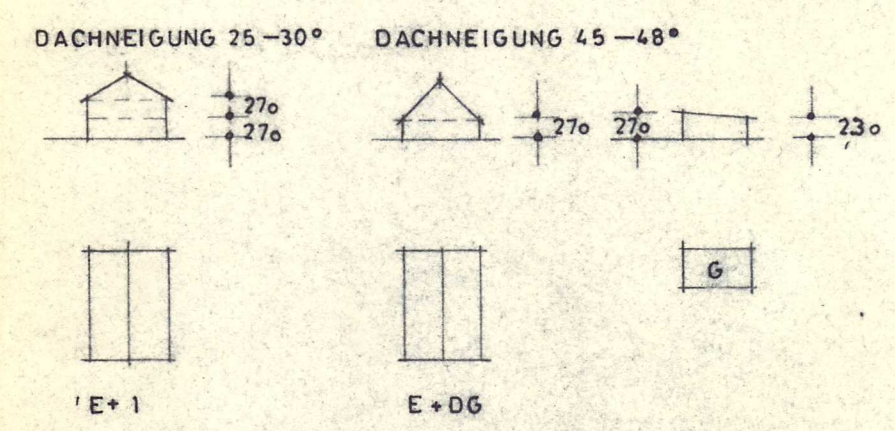 DACHNEIGUNG 25–30° DACHNEIGUNG 45–48°
270
270
270 270 230
G
E+1 E+DG